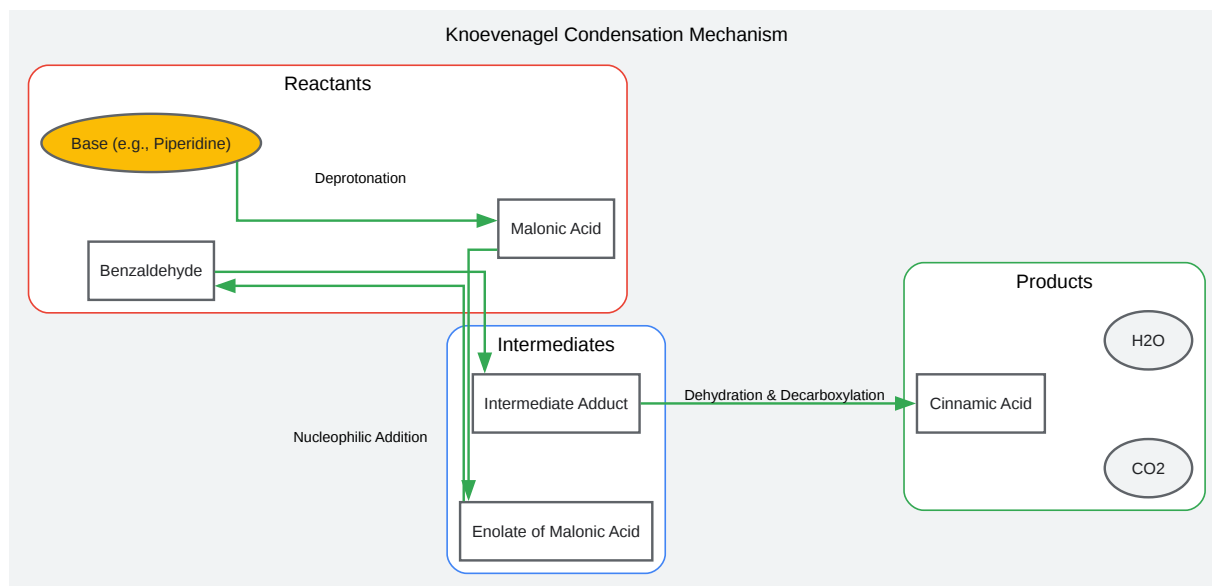 Knoevenagel Condensation Mechanism
Reactants
Base (e.g., Piperidine)
Deprotonation
Malonic Acid
Benzaldehyde
Intermediates
Intermediate Adduct
Nucleophilic Addition
Enolate of Malonic Acid
Dehydration & Decarboxylation
Products
H2O
Cinnamic Acid
CO2